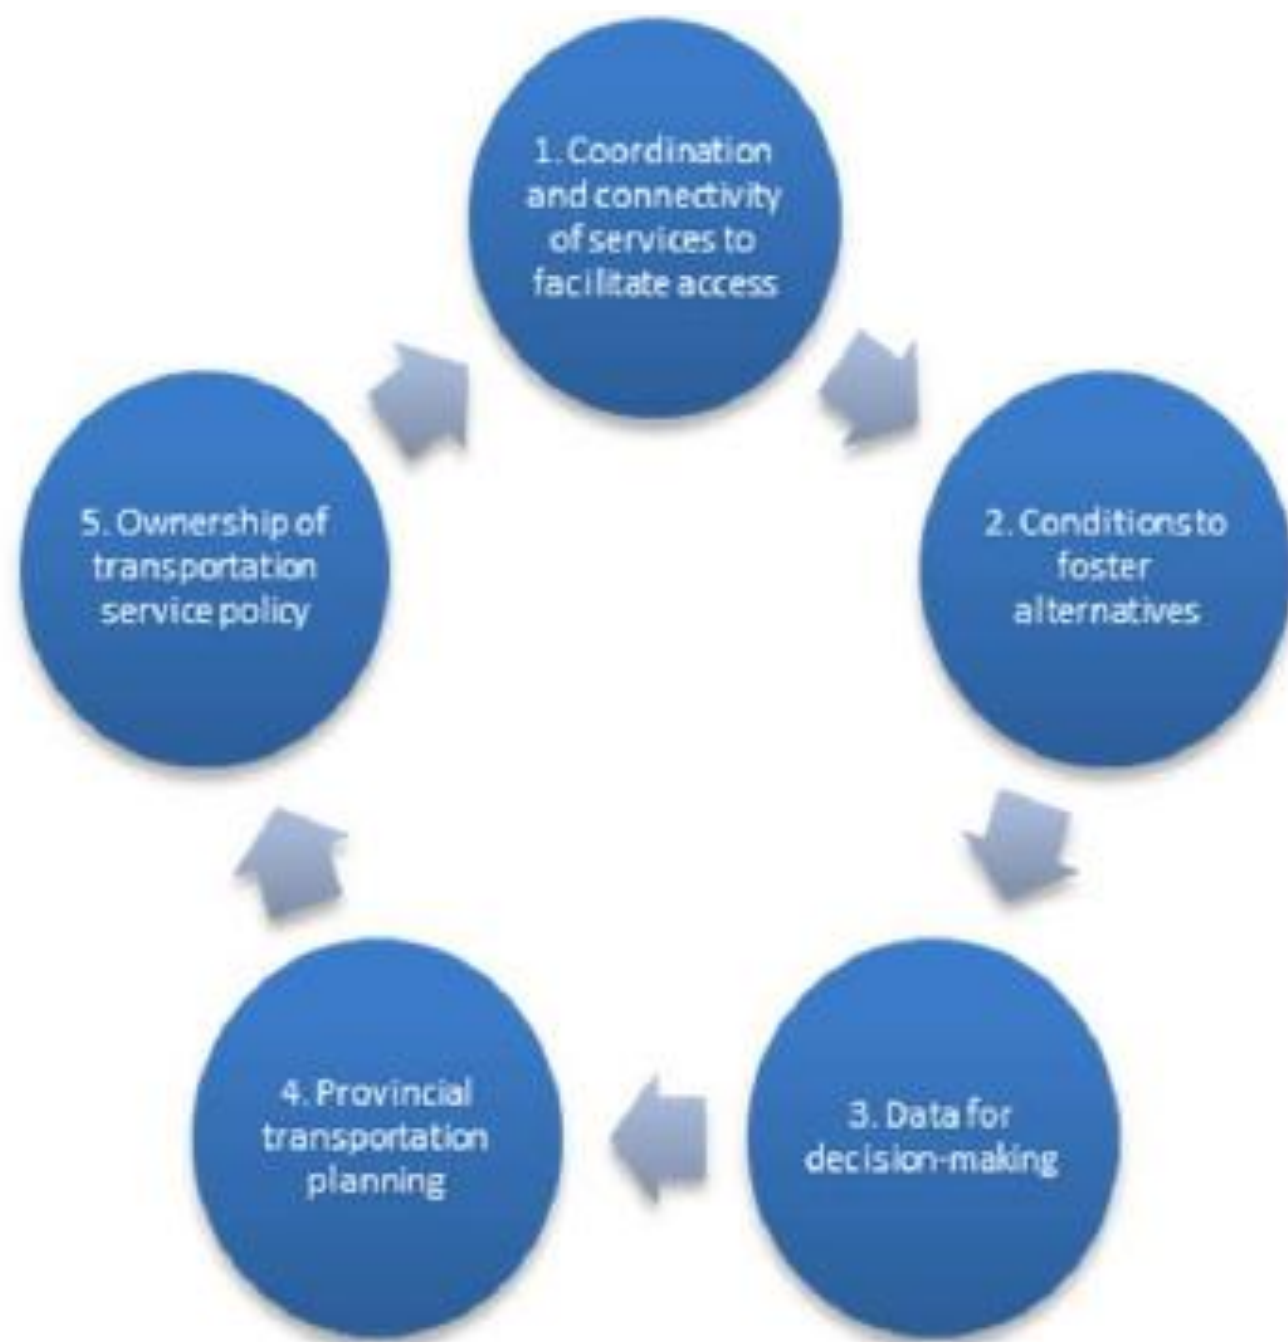 1. Coordination
and connectivity
of services to
facilitate access
2. Conditions to
foster
alternatives
3. Data for
decision-making
4. Provincial
transportation
planning
5. Ownership of
transportation
service policy